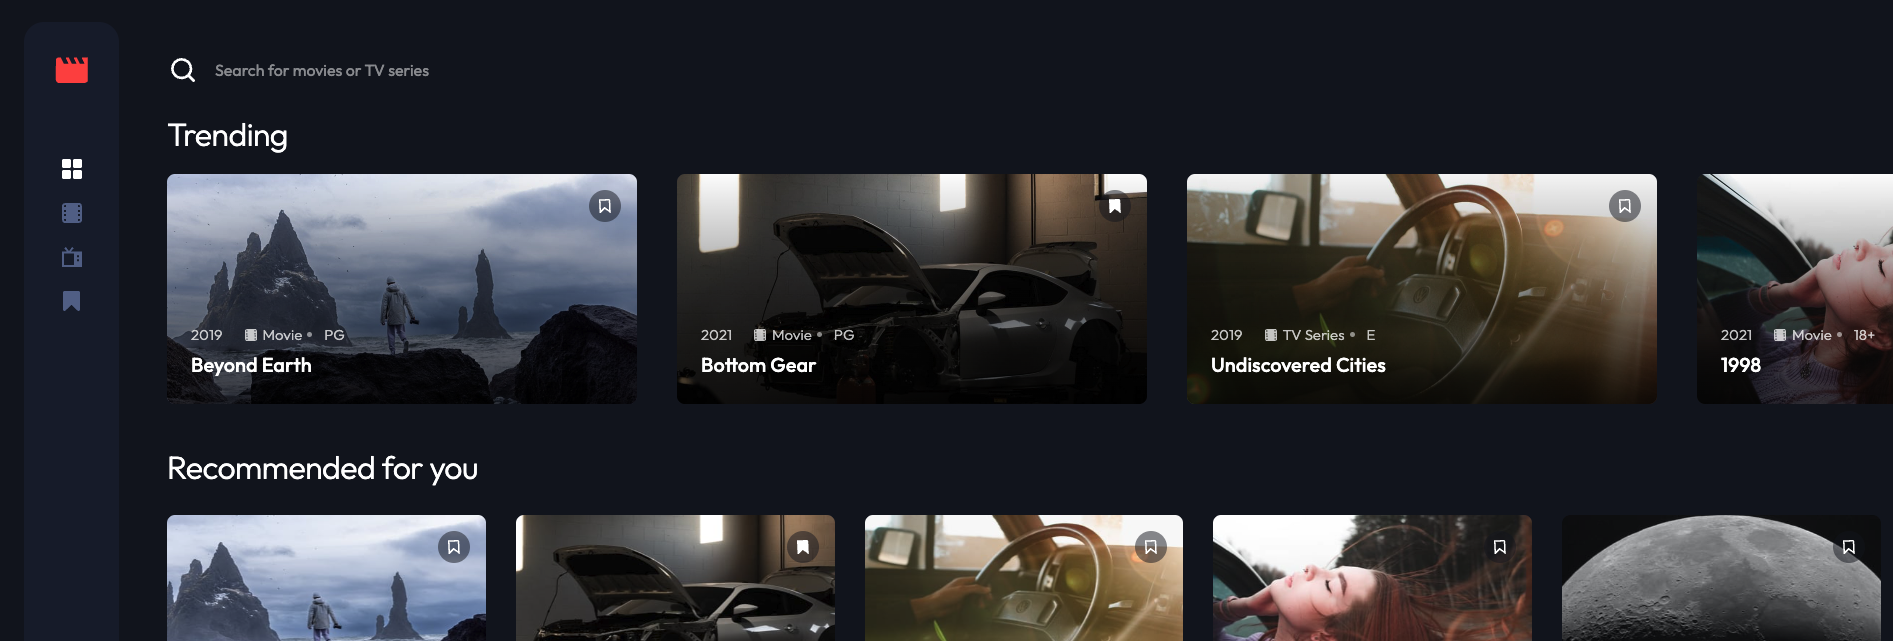 Search for movies or TV series
Trending
2019 Movie • PG
Beyond Earth
2021 Movie • PG
Bottom Gear
2019 TV Series • E
Undiscovered Cities
2021 Movie • 18+
1998
Recommended for you